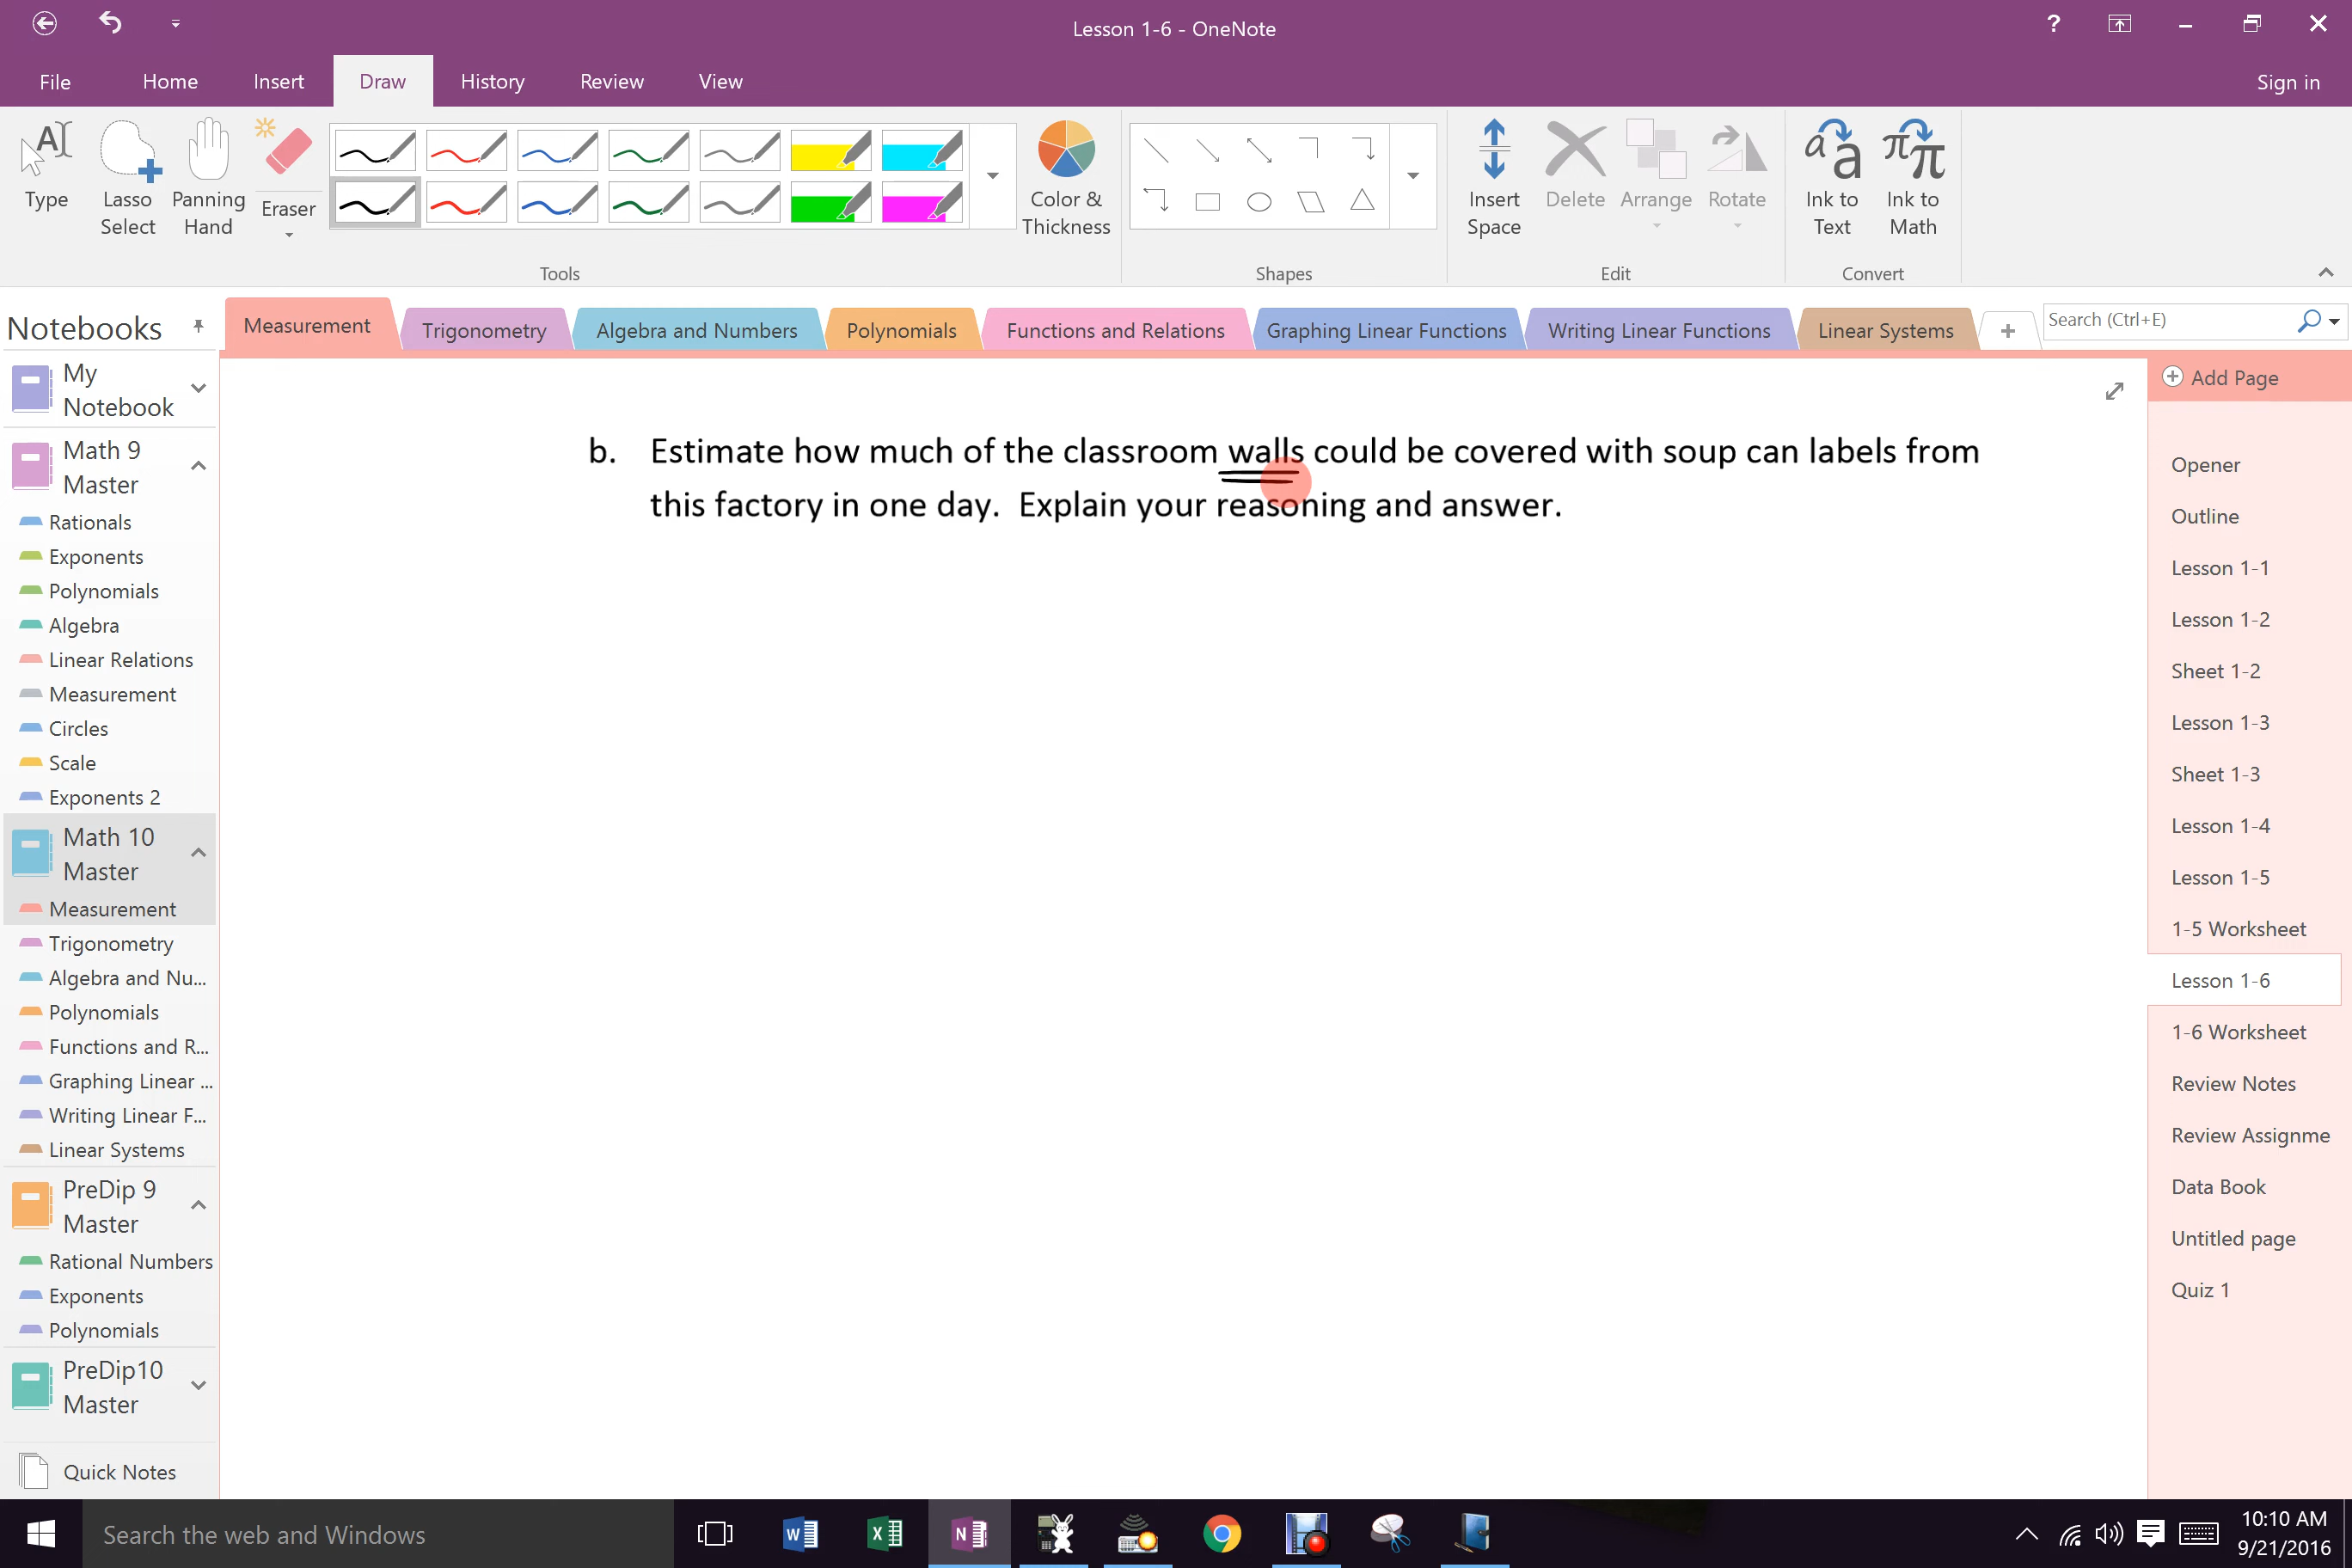 Lesson 1-6 - OneNote
File Home Insert Draw History Review View Sign in
Type
Lasso Select
Panning Hand
Eraser
Color & Thickness
Insert Space
Delete
Arrange
Rotate
Ink to Text
Ink to Math
Tools Shapes Edit Convert
Notebooks
Measurement Trigonometry Algebra and Numbers Polynomials Functions and Relations Graphing Linear Functions Writing Linear Functions Linear Systems
Search (Ctrl+E)
My
Notebook
Math 9
Master
Rationals
Exponents
Polynomials
Algebra
Linear Relations
Measurement
Circles
Scale
Exponents 2
Math 10
Master
Measurement
Trigonometry
Algebra and Nu...
Polynomials
Functions and R...
Graphing Linear ...
Writing Linear F...
Linear Systems
PreDip 9
Master
Rational Numbers
Exponents
Polynomials
PreDip10
Master
Quick Notes
b. Estimate how much of the classroom walls could be covered with soup can labels from
this factory in one day. Explain your reasoning and answer.
Add Page
Opener
Outline
Lesson 1-1
Lesson 1-2
Sheet 1-2
Lesson 1-3
Sheet 1-3
Lesson 1-4
Lesson 1-5
1-5 Worksheet
Lesson 1-6
1-6 Worksheet
Review Notes
Review Assignme
Data Book
Untitled page
Quiz 1
Search the web and Windows
10:10 AM
9/21/2016